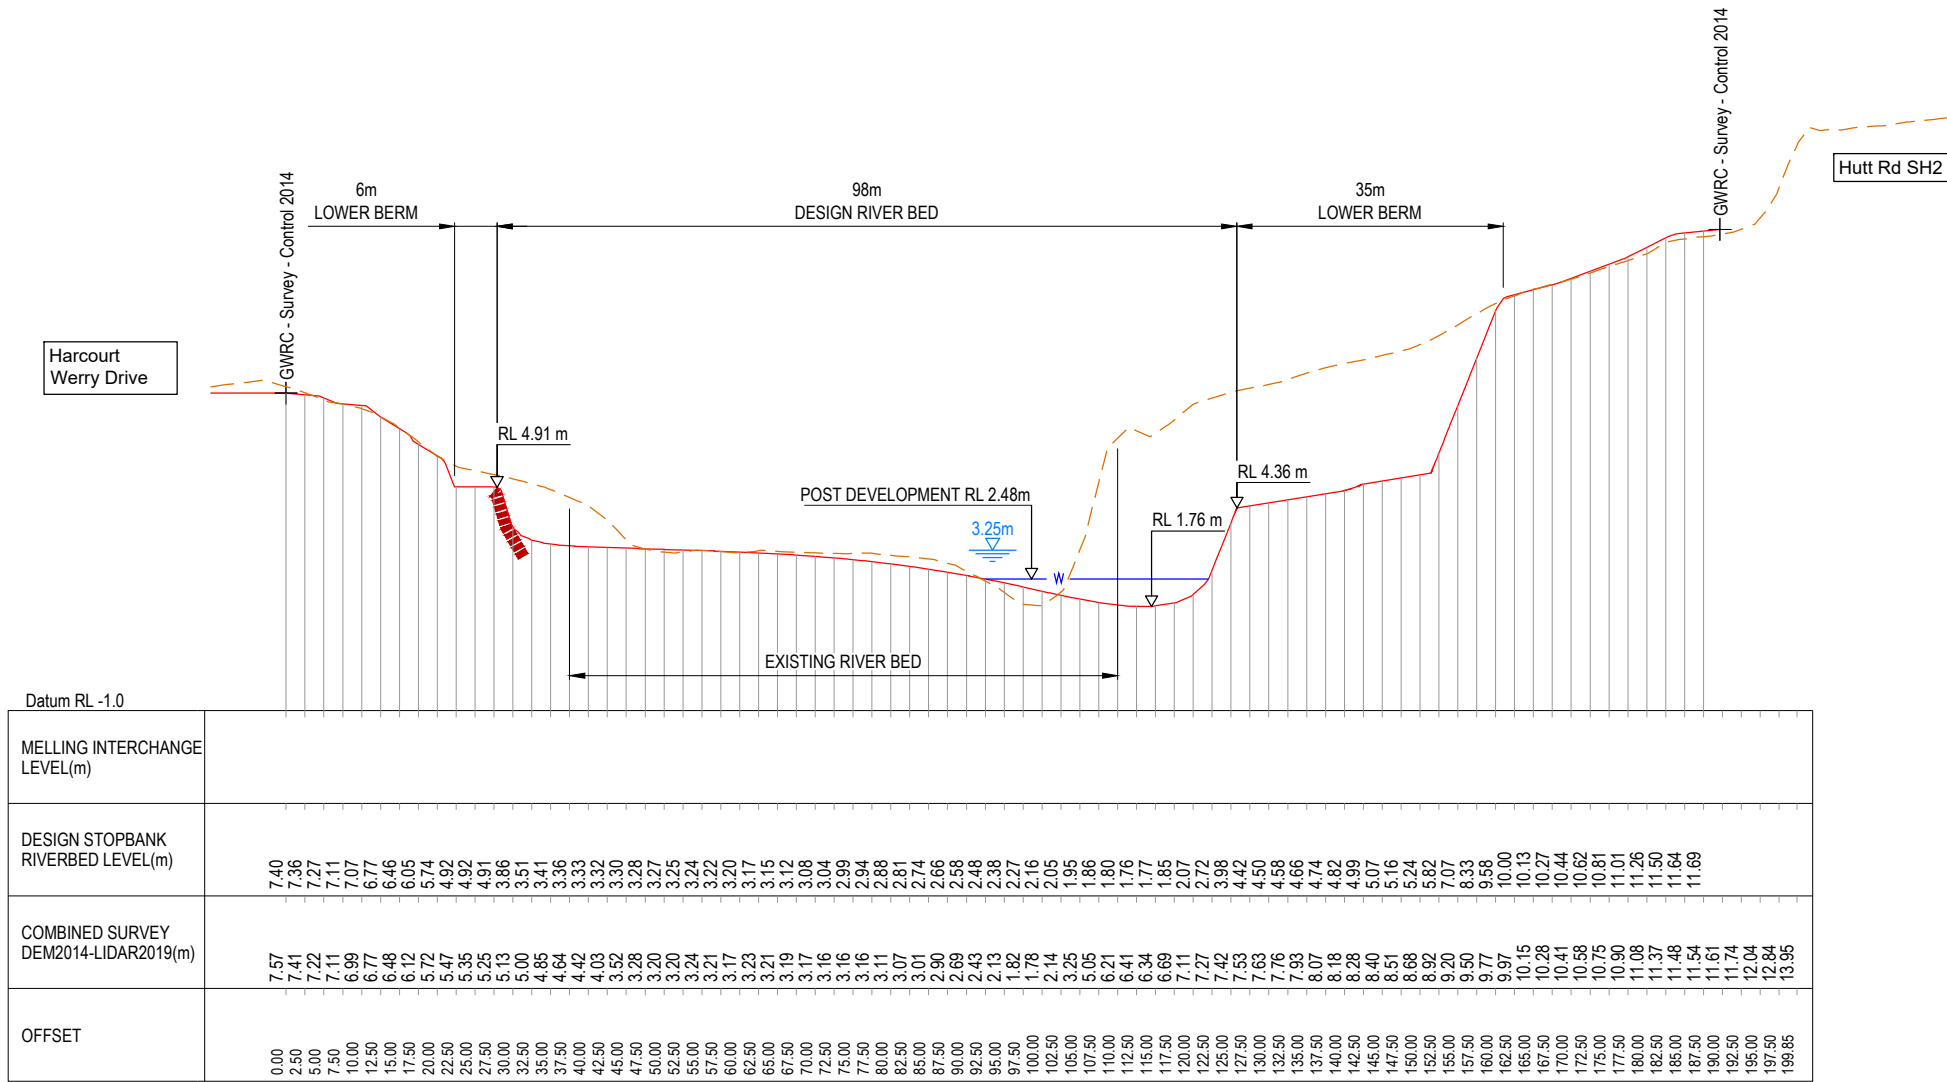 GWRC - Survey - Control 2014
GWRC - Survey - Control 2014
Hutt Rd SH2
6m
LOWER BERM
98m
DESIGN RIVER BED
35m
LOWER BERM
Harcourt
Werry Drive
RL 4.91 m
RL 4.36 m
POST DEVELOPMENT RL 2.48m
3.25m
RL 1.76 m
W
EXISTING RIVER BED
Datum RL -1.0
MELLING INTERCHANGE
LEVEL(m)
DESIGN STOPBANK
RIVERBED LEVEL(m)
7.40 7.36 7.27 7.11 7.07 6.77 6.46 6.05 5.74 4.92 4.92 4.91 3.86 3.51 3.41 3.36 3.33 3.32 3.30 3.28 3.27 3.25 3.24 3.22 3.20 3.17 3.15 3.12 3.08 3.04 2.99 2.94 2.88 2.81 2.74 2.66 2.58 2.48 2.38 2.27 2.16 2.05 1.95 1.86 1.80 1.76 1.77 1.85 2.07 2.72 3.98 4.42 4.50 4.58 4.66 4.74 4.82 4.99 5.07 5.16 5.24 5.82 7.07 8.33 9.58 10.00 10.13 10.27 10.44 10.62 10.81 11.01 11.26 11.50 11.64 11.69
COMBINED SURVEY
DEM2014-LIDAR2019(m)
7.57 7.41 7.22 7.11 6.99 6.77 6.48 6.12 5.72 5.47 5.35 5.25 5.13 5.00 4.85 4.64 4.42 4.03 3.52 3.28 3.20 3.20 3.24 3.21 3.17 3.23 3.21 3.19 3.17 3.16 3.16 3.16 3.11 3.07 3.01 2.90 2.69 2.43 2.13 1.82 1.78 2.14 3.25 5.05 6.21 6.41 6.34 6.69 7.11 7.27 7.42 7.53 7.63 7.76 7.93 8.07 8.18 8.28 8.40 8.51 8.68 8.92 9.20 9.50 9.77 9.97 10.15 10.28 10.41 10.58 10.75 10.90 11.08 11.37 11.48 11.54 11.61 11.74 12.04 12.84 13.95
OFFSET
0.00 2.50 5.00 7.50 10.00 12.50 15.00 17.50 20.00 22.50 25.00 27.50 30.00 32.50 35.00 37.50 40.00 42.50 45.00 47.50 50.00 52.50 55.00 57.50 60.00 62.50 65.00 67.50 70.00 72.50 75.00 77.50 80.00 82.50 85.00 87.50 90.00 92.50 95.00 97.50 100.00 102.50 105.00 107.50 110.00 112.50 115.00 117.50 120.00 122.50 125.00 127.50 130.00 132.50 135.00 137.50 140.00 142.50 145.00 147.50 150.00 152.50 155.00 157.50 160.00 162.50 165.00 167.50 170.00 172.50 175.00 177.50 180.00 182.50 185.00 187.50 190.00 192.50 195.00 197.50 199.85